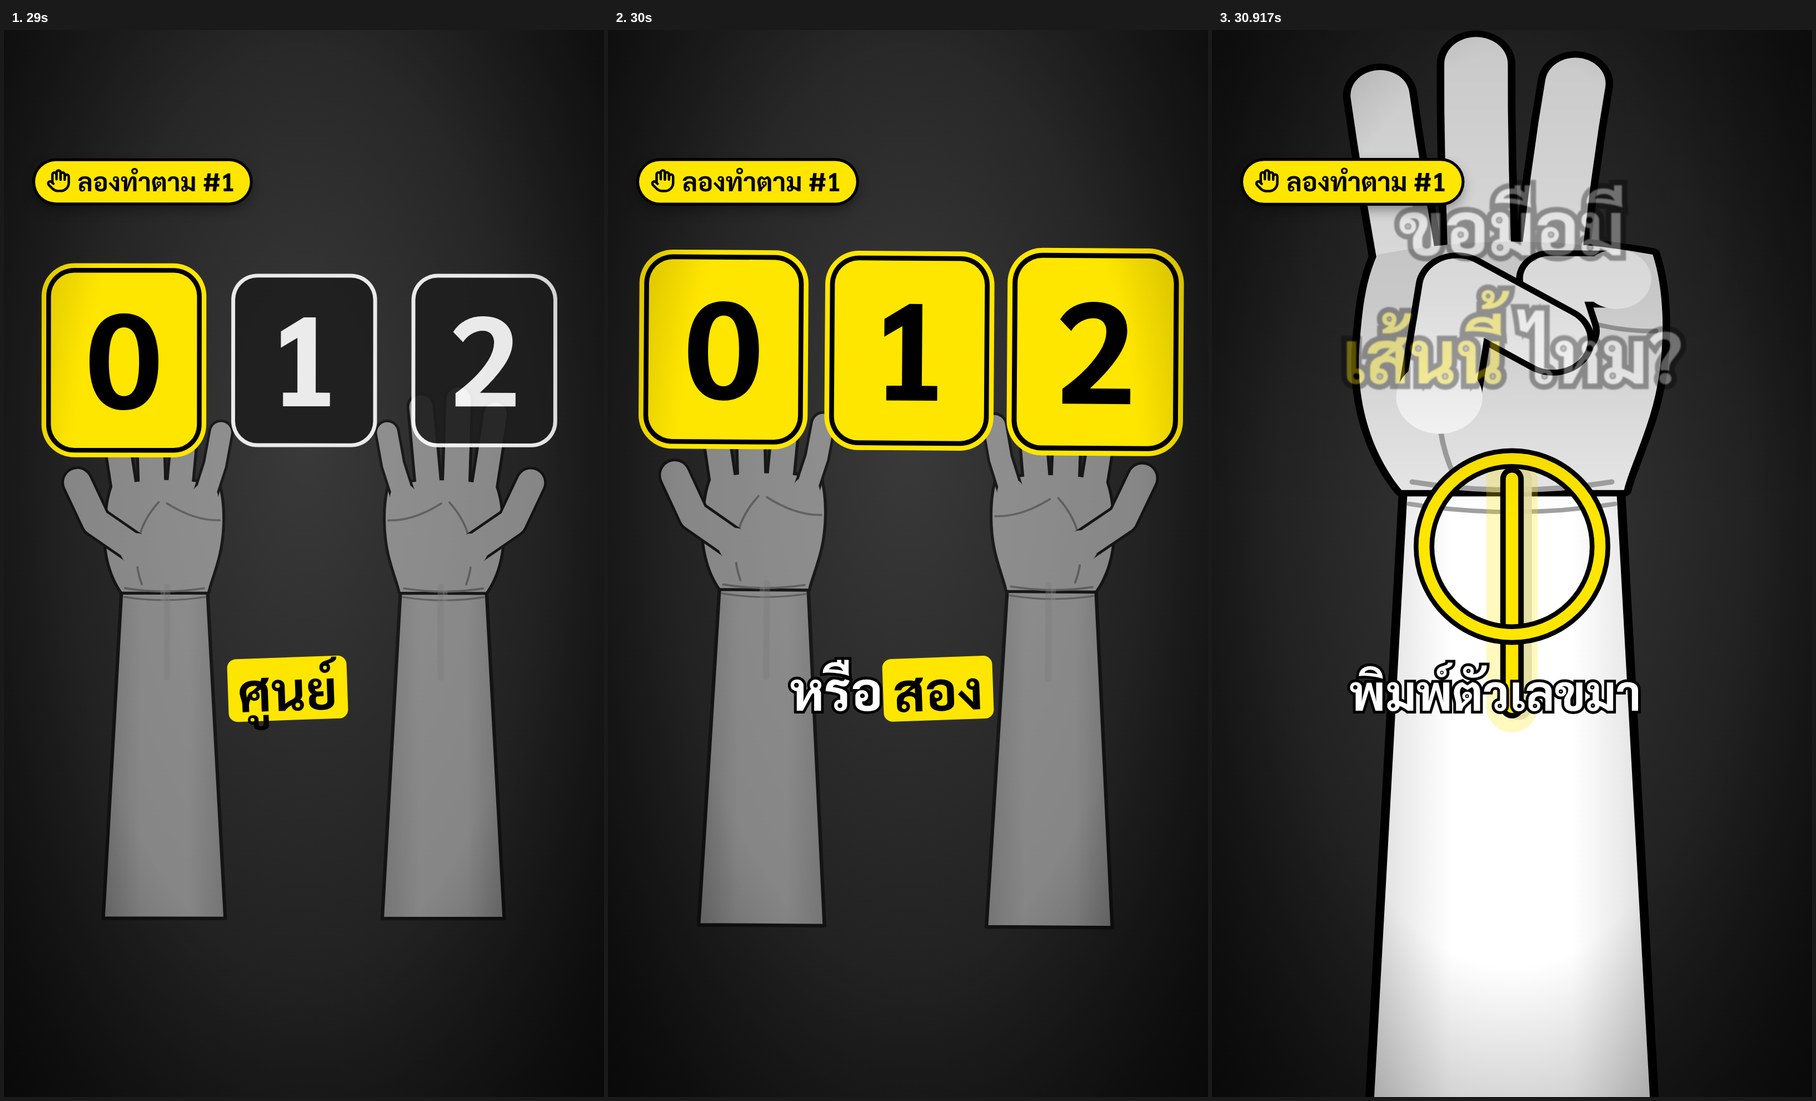 1. 29s
ลองทำตาม #1
0 1 2
ศูนย์
2. 30s
ลองทำตาม #1
0 1 2
หรือ สอง
3. 30.917s
ลองทำตาม #1
ข้อมือมี
เส้นนี้ ไหม?
พิมพ์ตัวเลขมา